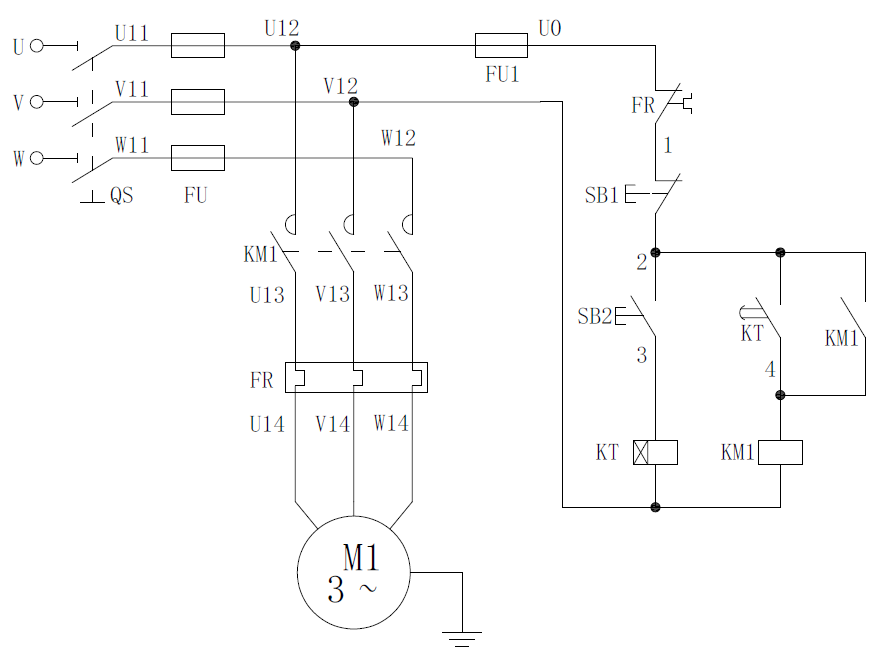 U
U11
U12
U0
FU1
V
V11
V12
FR
W
W11
W12
1
QS
FU
SB1
KM1
2
U13
V13
W13
SB2
KT
KM1
3
4
FR
U14
V14
W14
KT
KM1
M1
3 ~